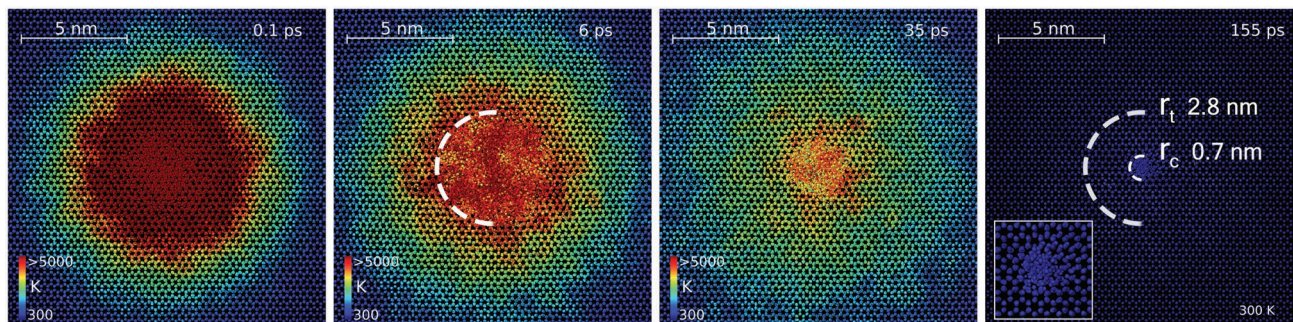 5 nm 0.1 ps
>5000
K
300
5 nm 6 ps
>5000
K
300
5 nm 35 ps
>5000
K
300
5 nm 155 ps
rt 2.8 nm
rc 0.7 nm
300 K